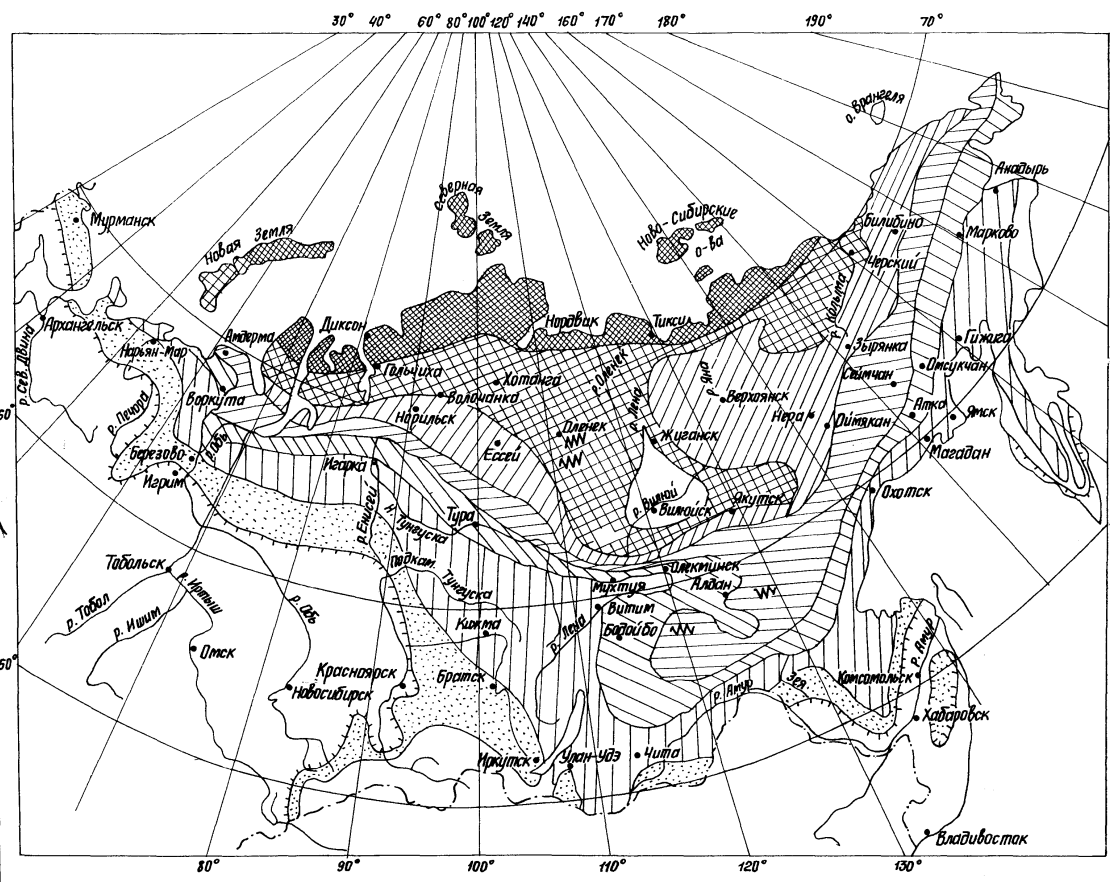 30° 40° 60° 80° 100° 120° 140° 160° 170° 180° 190° 70°
о. Врангеля
Северная
Земля
Анадырь
Мурманск
Новая Земля
Ново-Сибирские
о-ва
Билибино
Марково
Черский
Архангельск
Диксон
Нордвик
Тикси
р. Колыма
Амдерма
Нарьян-Мар
Гижига
р. Сев. Двина
Гольчиха
Хатанга
р. Оленек
р. Яна
Зырянка
Сеймчан
Омсукчан
Воркута
Волочанка
Верхоянск
р. Лена
Нера
Атка
Ямск
р. Печора
Норильск
Оленек
Оймякан
Березово
р. Обь
Ессей
Жиганск
Магадан
Игрим
Игарка
Охотск
р. Енисей
Н. Тунгуска
Тура
р. Вилюй
Вилюйск
Якутск
Подкам.
Тунгуска
Тобольск
Олекминск
Мухтуя
Алдан
р. Иртыш
р. Тобол
р. Ишим
р. Обь
Витим
Бодайбо
Кижма
р. Лена
р. Амур
Омск
Красноярск
Новосибирск
Братск
р. Амур
Зея
Комсомольск
Хабаровск
Иркутск
Улан-Удэ
Чита
Владивосток
80° 90° 100° 110° 120° 130°